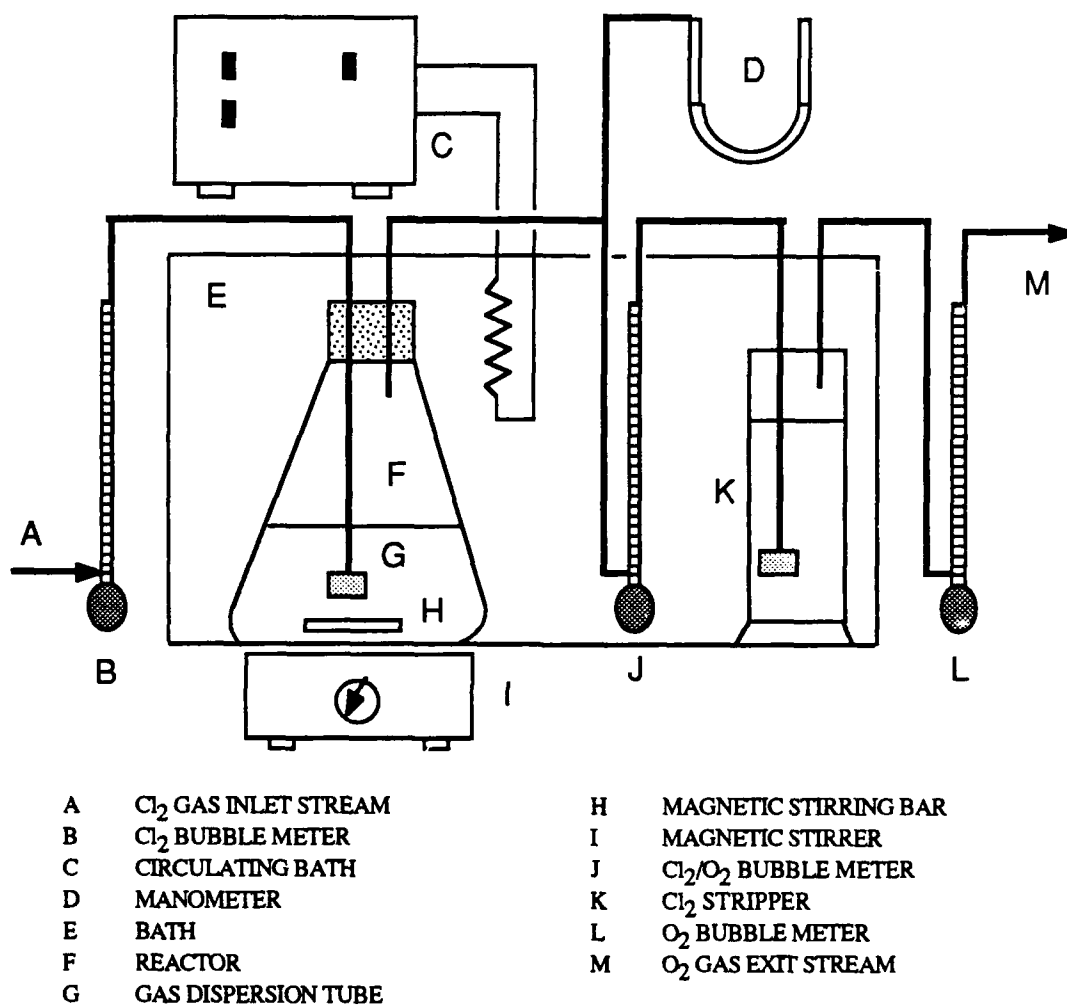 D
C
E
M
F
K
A
G
H
B
I
J
L
A Cl₂ GAS INLET STREAM
B Cl₂ BUBBLE METER
C CIRCULATING BATH
D MANOMETER
E BATH
F REACTOR
G GAS DISPERSION TUBE
H MAGNETIC STIRRING BAR
I MAGNETIC STIRRER
J Cl₂/O₂ BUBBLE METER
K Cl₂ STRIPPER
L O₂ BUBBLE METER
M O₂ GAS EXIT STREAM